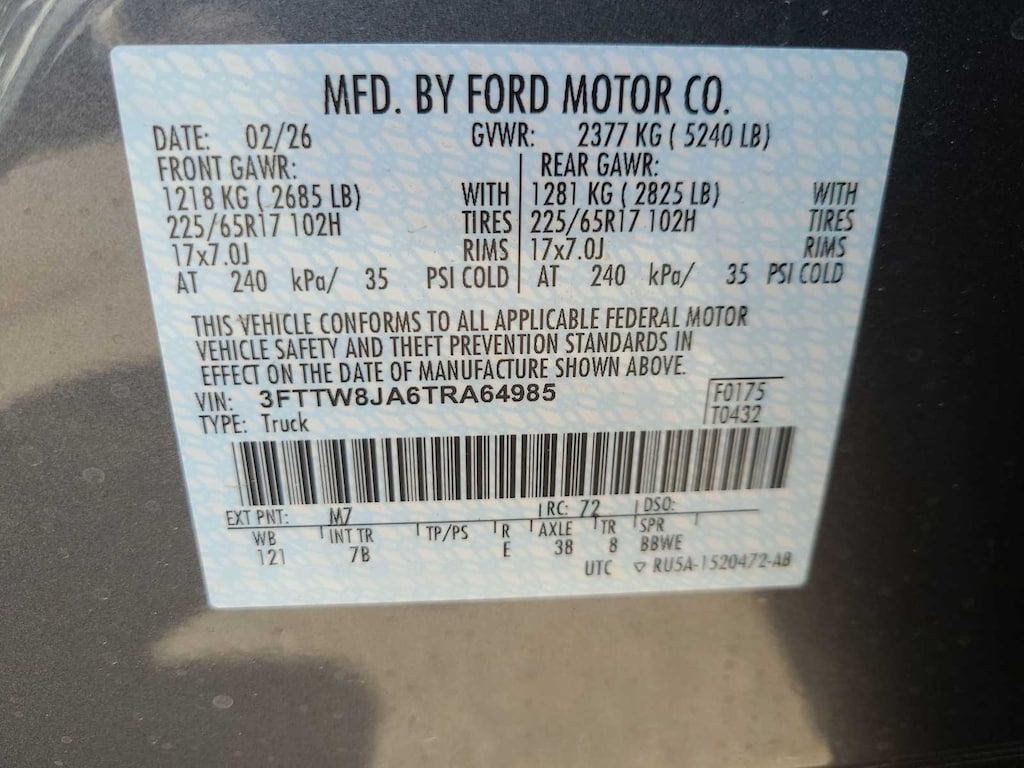 MFD. BY FORD MOTOR CO.
DATE: 02/26 GVWR: 2377 KG ( 5240 LB)
FRONT GAWR: REAR GAWR:
1218 KG ( 2685 LB) WITH 1281 KG ( 2825 LB) WITH
225/65R17 102H TIRES 225/65R17 102H TIRES
17x7.0J RIMS 17x7.0J RIMS
AT 240 kPa/ 35 PSI COLD AT 240 kPa/ 35 PSI COLD
THIS VEHICLE CONFORMS TO ALL APPLICABLE FEDERAL MOTOR
VEHICLE SAFETY AND THEFT PREVENTION STANDARDS IN
EFFECT ON THE DATE OF MANUFACTURE SHOWN ABOVE.
VIN: 3FTTW8JA6TRA64985 F0175
TYPE: Truck T0432
EXT PNT: M7 RC: 72 DSO:
WB INT TR TP/PS R AXLE TR SPR
121 7B E 38 8 BBWE
UTC ▽ RU5A-1520472-AB